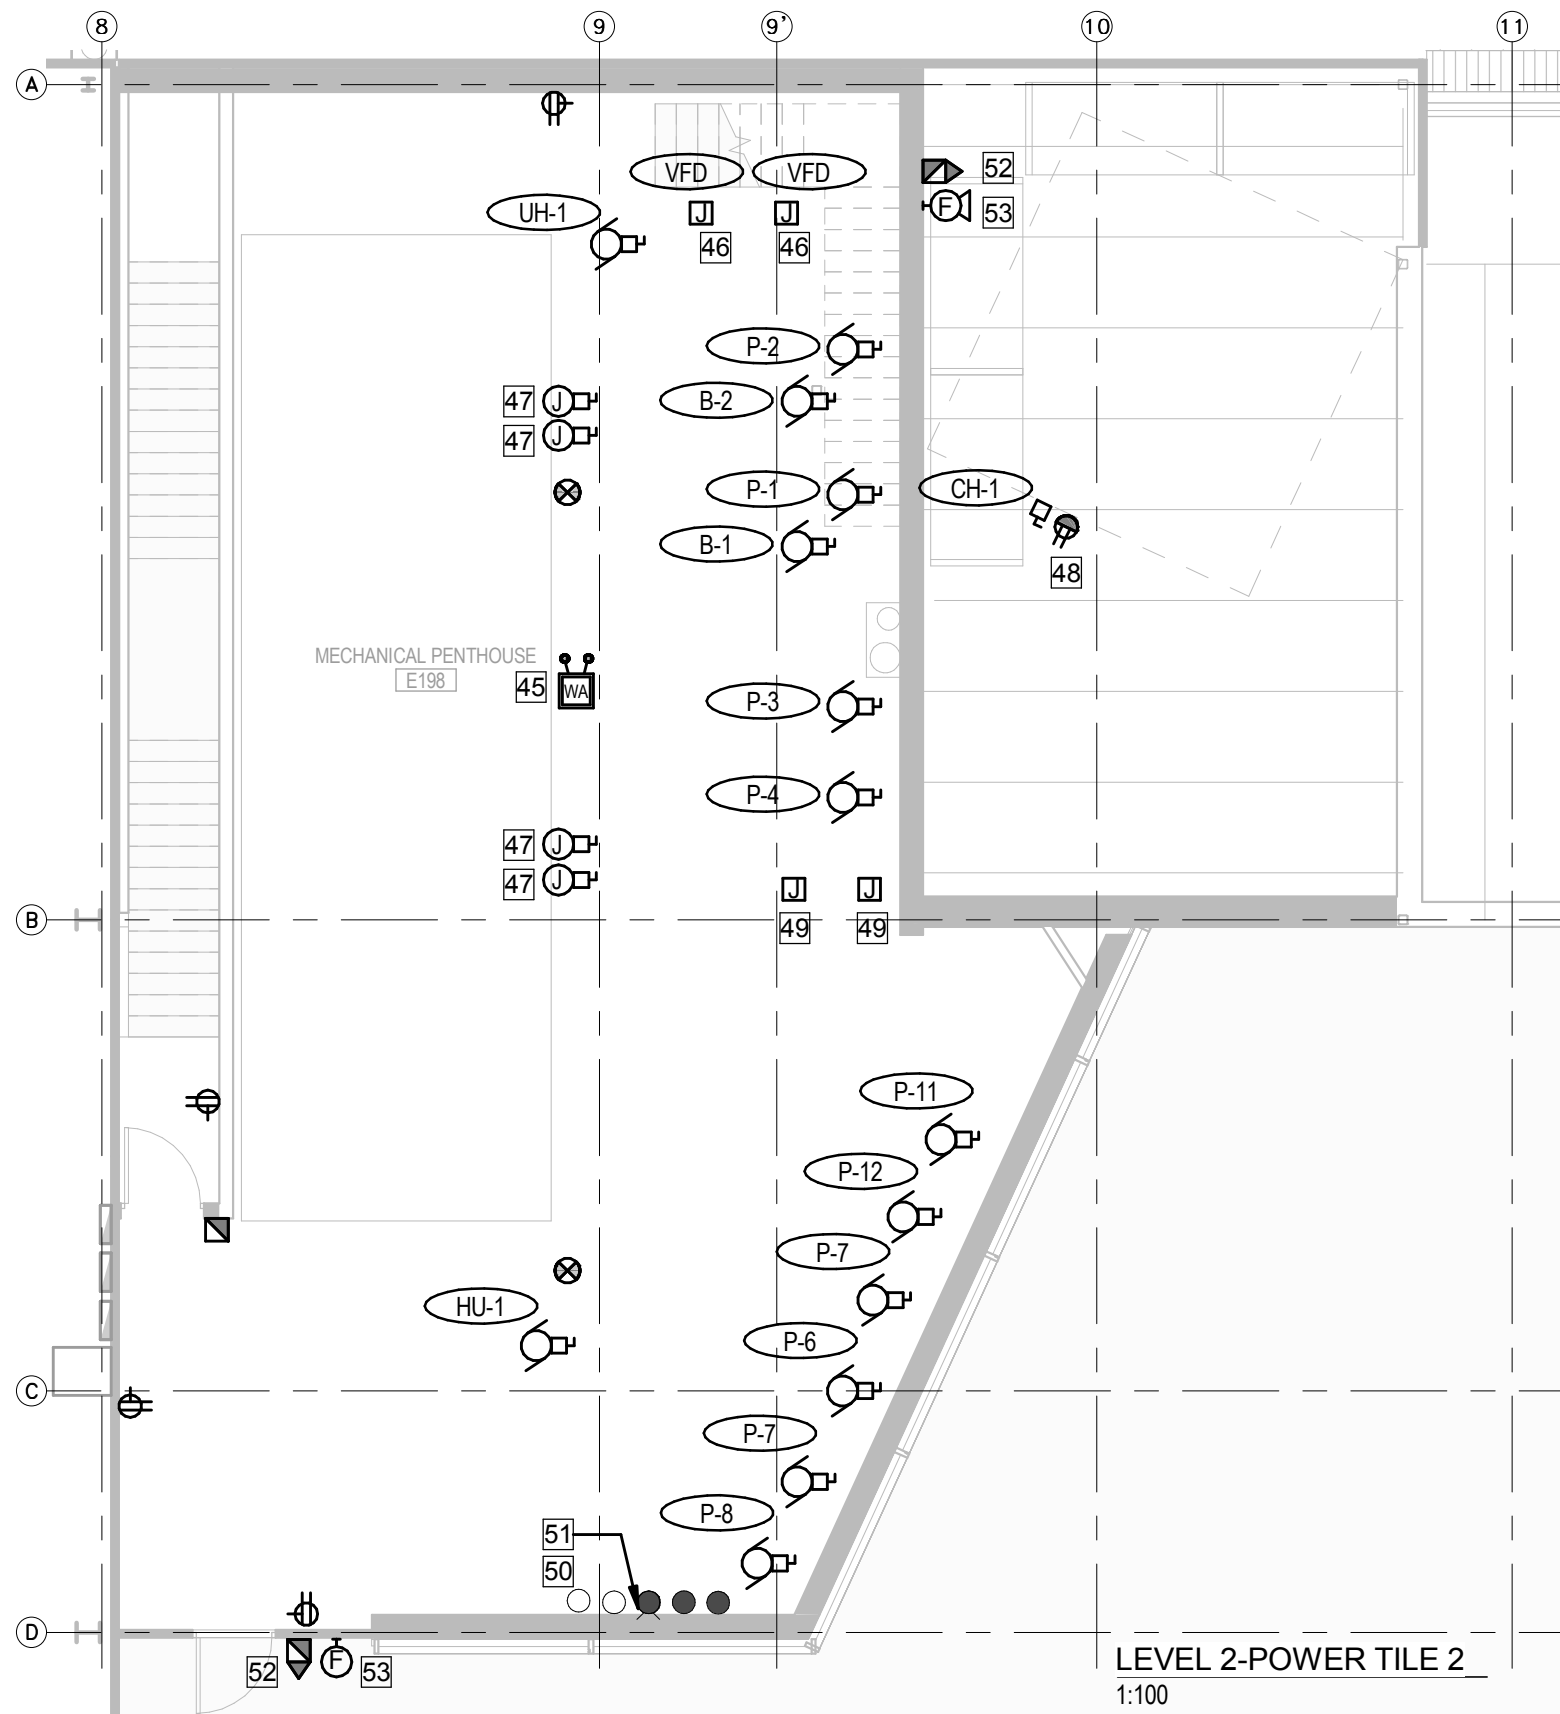 8 9 9' 10 11
A
VFD VFD 52
UH-1 F 53
J J
46 46
P-2
47 J B-2
47 J
P-1 CH-1
B-1
48
MECHANICAL PENTHOUSE
E198 45 WA
P-3
P-4
47 J
47 J J J
B 49 49
P-11
P-12
P-7
HU-1
P-6
C
P-7
P-8
51
50
D
52 F 53
LEVEL 2-POWER TILE 2
1:100